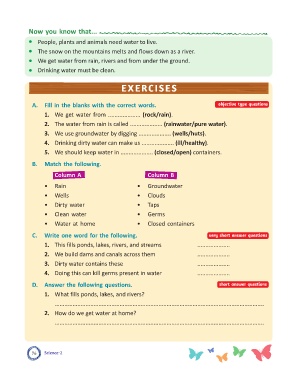 Now you know that...
• People, plants and animals need water to live.
• The snow on the mountains melts and flows down as a river.
• We get water from rain, rivers and from under the ground.
• Drinking water must be clean.
EXERCISES
A. Fill in the blanks with the correct words. objective type questions
1. We get water from ................. (rock/rain).
2. The water from rain is called ................. (rainwater/pure water).
3. We use groundwater by digging ................. (wells/huts).
4. Drinking dirty water can make us ................. (ill/healthy).
5. We should keep water in ................. (closed/open) containers.
B. Match the following.
Column A Column B
• Rain • Groundwater
• Wells • Clouds
• Dirty water • Taps
• Clean water • Germs
• Water at home • Closed containers
C. Write one word for the following. very short answer questions
1. This fills ponds, lakes, rivers, and streams .................
2. We build dams and canals across them .................
3. Dirty water contains these .................
4. Doing this can kill germs present in water .................
D. Answer the following questions. short answer questions
1. What fills ponds, lakes, and rivers?
2. How do we get water at home?
Science-2